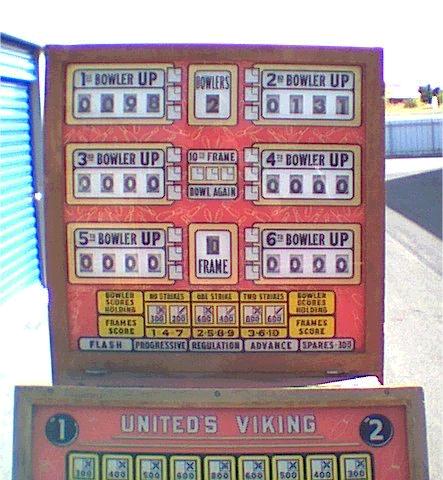 1ST BOWLER UP
0098
BOWLERS
2
2ND BOWLER UP
0131
3RD BOWLER UP
0000
10TH FRAME
BOWL AGAIN
4TH BOWLER UP
0000
5TH BOWLER UP
0000
FRAME
6TH BOWLER UP
0020
BOWLER SCORES HOLDING
NO STRIKES
ONE STRIKE
TWO STRIKES
BOWLER SCORES HOLDING
300 200
600 400
800 600
FRAMES SCORE
1-4-7
2-5-8-9
3-6-10
FRAMES SCORE
FLASH
PROGRESSIVE
REGULATION
ADVANCE
SPARES-300
#1
UNITED'S VIKING
#2
300 400 500 600 800 600 500 400 300